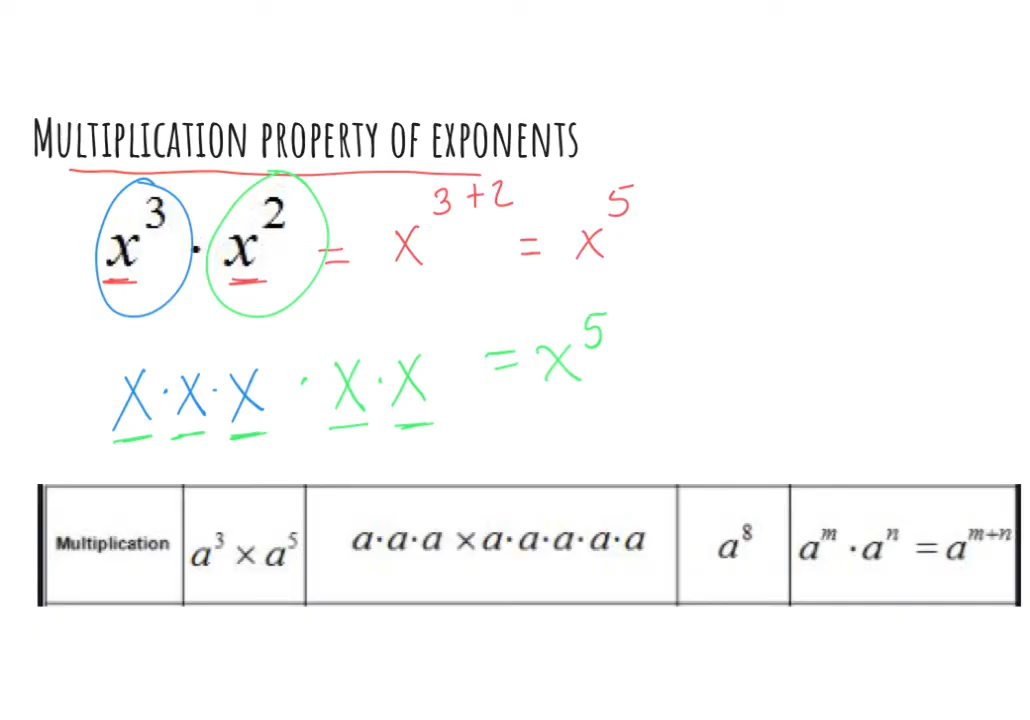 MULTIPLICATION PROPERTY OF EXPONENTS
x³ · x² = x³⁺² = x⁵
x · x · x · x · x = x⁵
Multiplication a³ × a⁵ a·a·a ×a·a·a·a·a a⁸ aᵐ · aⁿ = aᵐ⁺ⁿ